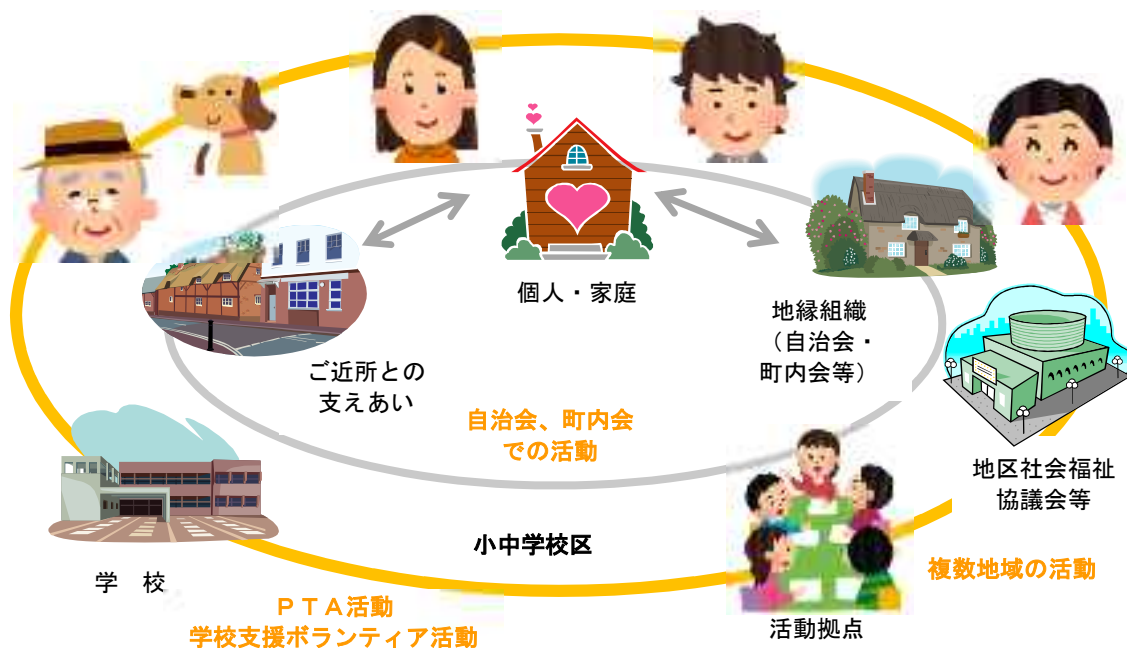 個人・家庭
地縁組織
（自治会・
町内会等）
ご近所との
支えあい
自治会、町内会
での活動
地区社会福祉
協議会等
小中学校区
複数地域の活動
学　校
ＰＴＡ活動
学校支援ボランティア活動
活動拠点